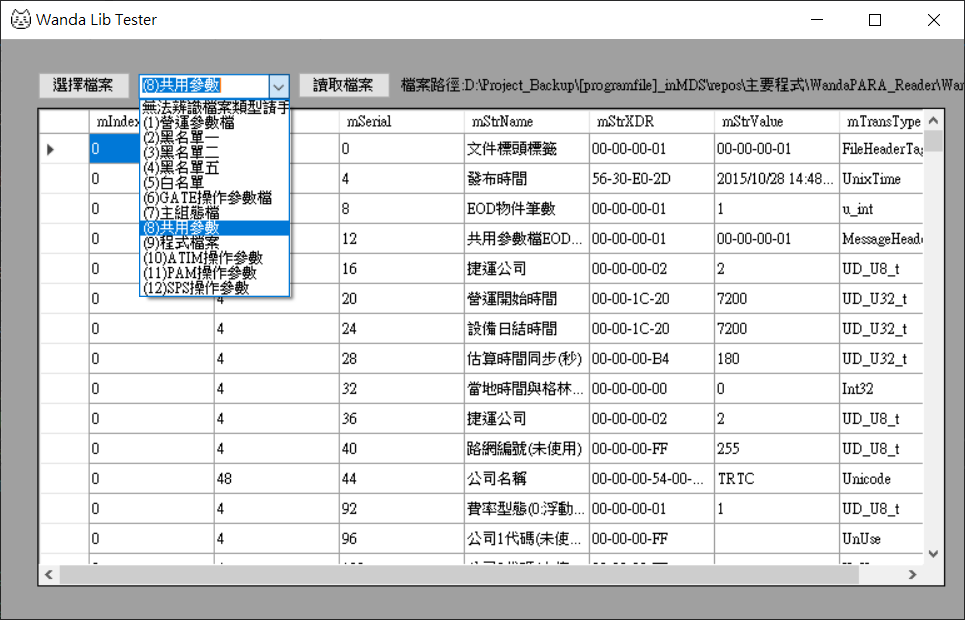 Wanda Lib Tester
選擇檔案 (8)共用參數 讀取檔案 檔案路徑:D:\Project_Backup\[programfile]_inMDS\repos\主要程式\WandaPARA_Reader\Wan
mIndex mSerial mStrName mStrXDR mStrValue mTransType
無法辨識檔案類型請手
(1)營運參數檔
(2)黑名單一
(3)黑名單二
(4)黑名單五
(5)白名單
(6)GATE操作參數檔
(7)主組態檔
(8)共用參數
(9)程式檔案
(10)ATIM操作參數
(11)PAM操作參數
(12)SPS操作參數
0 0 文件標頭標籤 00-00-00-01 00-00-00-01 FileHeaderTag
0 4 發布時間 56-30-E0-2D 2015/10/28 14:48... UnixTime
0 8 EOD物件筆數 00-00-00-01 1 u_int
0 12 共用參數檔EOD... 00-00-00-01 00-00-00-01 MessageHeade
0 16 捷運公司 00-00-00-02 2 UD_U8_t
0 4 20 營運開始時間 00-00-1C-20 7200 UD_U32_t
0 4 24 設備日結時間 00-00-1C-20 7200 UD_U32_t
0 4 28 估算時間同步(秒) 00-00-00-B4 180 UD_U32_t
0 4 32 當地時間與格林... 00-00-00-00 0 Int32
0 4 36 捷運公司 00-00-00-02 2 UD_U8_t
0 4 40 路網編號(未使用) 00-00-00-FF 255 UD_U8_t
0 48 44 公司名稱 00-00-00-54-00-... TRTC Unicode
0 4 92 費率型態(0:浮動... 00-00-00-01 1 UD_U8_t
0 4 96 公司1代碼(未使... 00-00-00-FF UnUse